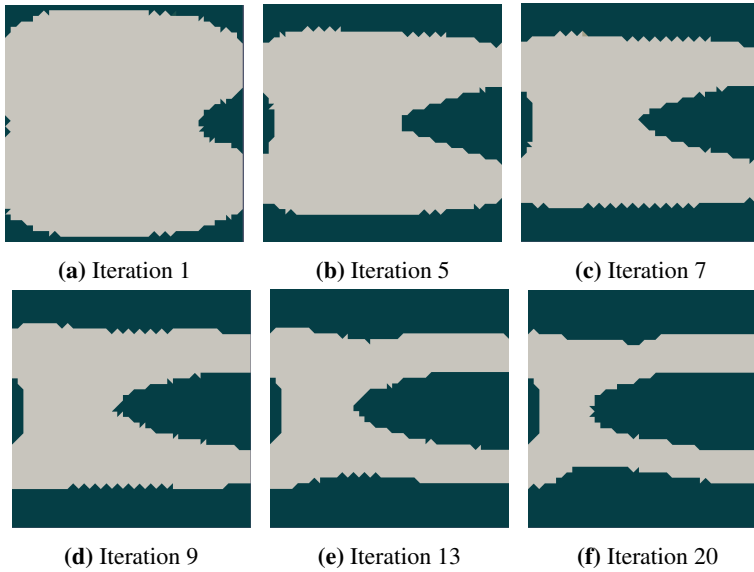 (a) Iteration 1
(b) Iteration 5
(c) Iteration 7
(d) Iteration 9
(e) Iteration 13
(f) Iteration 20